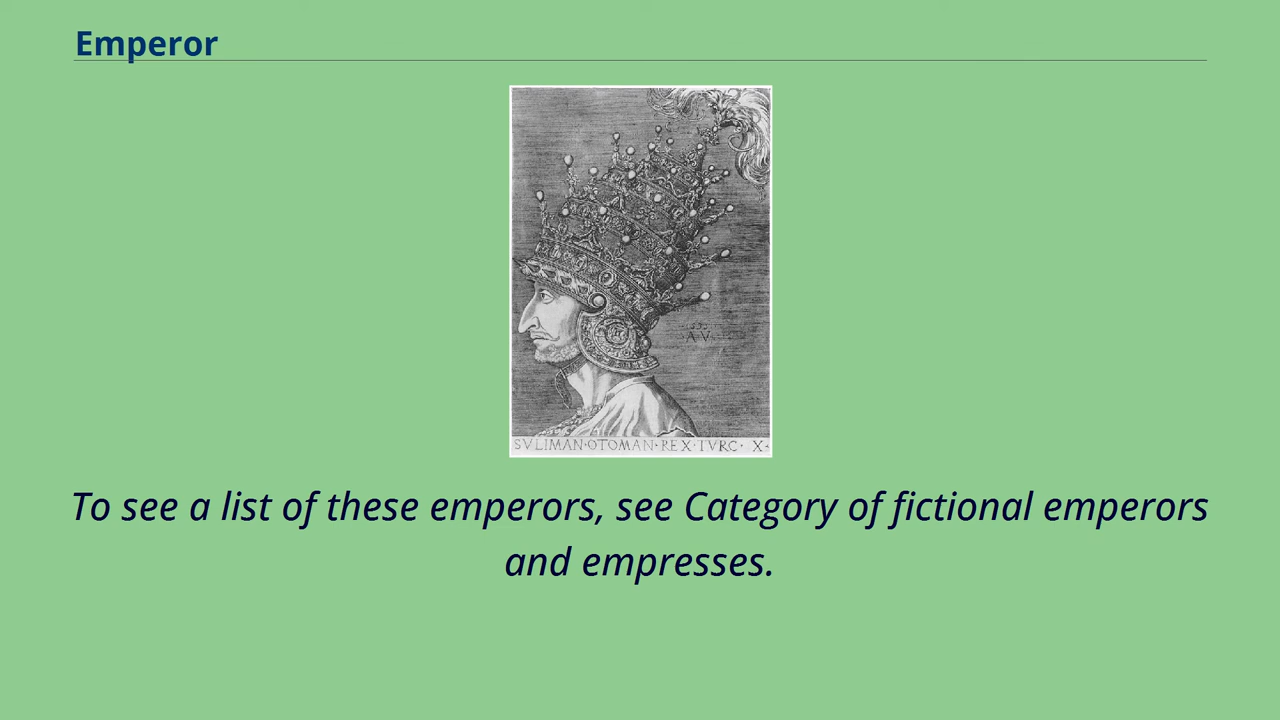 Emperor
A V
SVLIMAN·OTOMAN·REX·TVRC· X·
To see a list of these emperors, see Category of fictional emperors
and empresses.